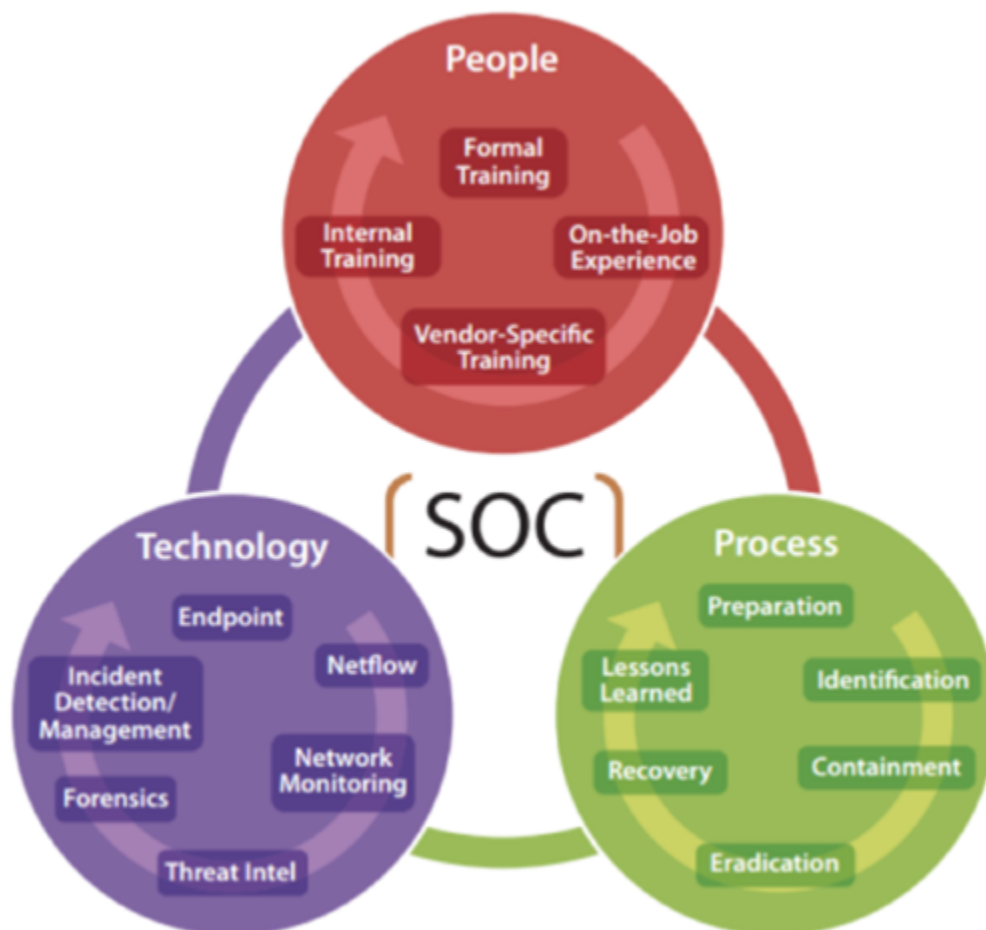 People
Formal
Training
Internal
Training
On-the-Job
Experience
Vendor-Specific
Training
SOC
Technology
Endpoint
Netflow
Incident
Detection/
Management
Network
Monitoring
Forensics
Threat Intel
Process
Preparation
Lessons
Learned
Identification
Recovery
Containment
Eradication